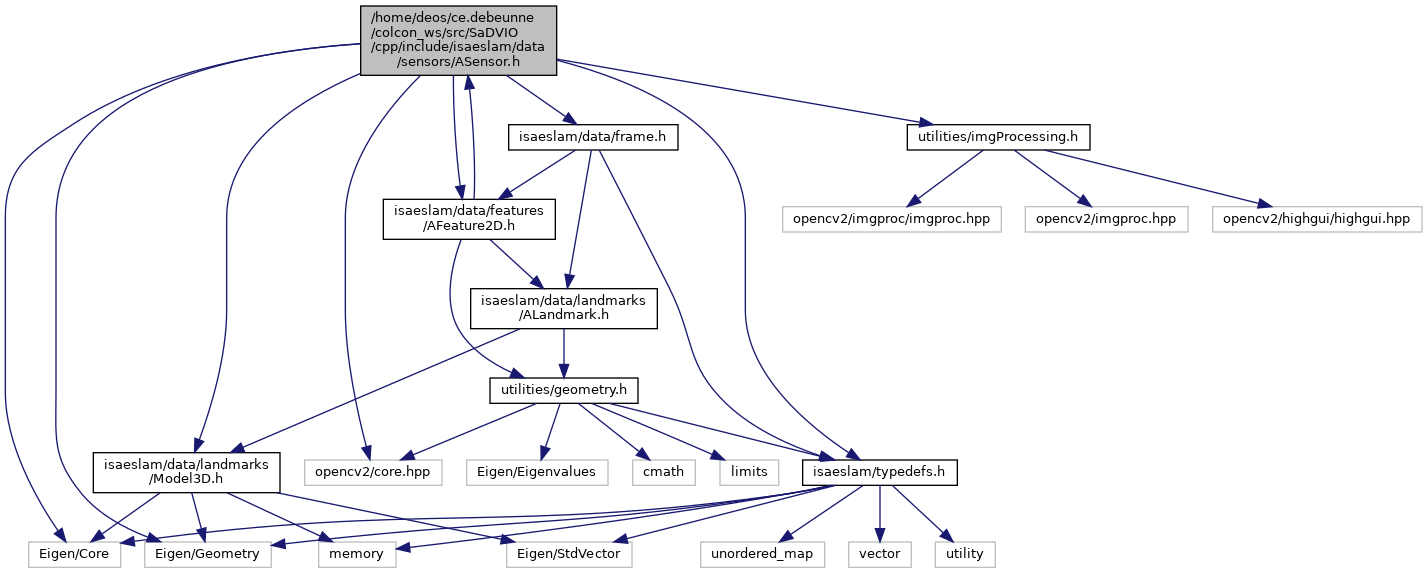 /home/deos/ce.debeunne
/colcon_ws/src/SaDVIO
/cpp/include/isaeslam/data
/sensors/ASensor.h
isaeslam/data/frame.h
utilities/imgProcessing.h
isaeslam/data/features
/AFeature2D.h
opencv2/imgproc/imgproc.hpp
opencv2/imgproc.hpp
opencv2/highgui/highgui.hpp
isaeslam/data/landmarks
/ALandmark.h
utilities/geometry.h
isaeslam/data/landmarks
/Model3D.h
opencv2/core.hpp
Eigen/Eigenvalues
cmath
limits
isaeslam/typedefs.h
Eigen/Core
Eigen/Geometry
memory
Eigen/StdVector
unordered_map
vector
utility